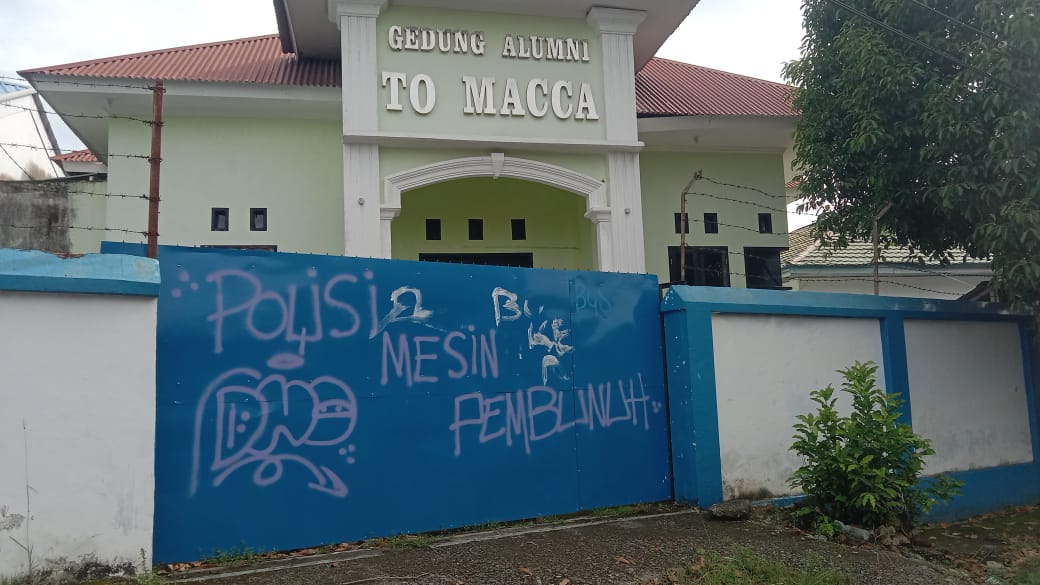 GEDUNG ALUMNI
TO MACCA
POLISI
MESIN
PEMBUNUH